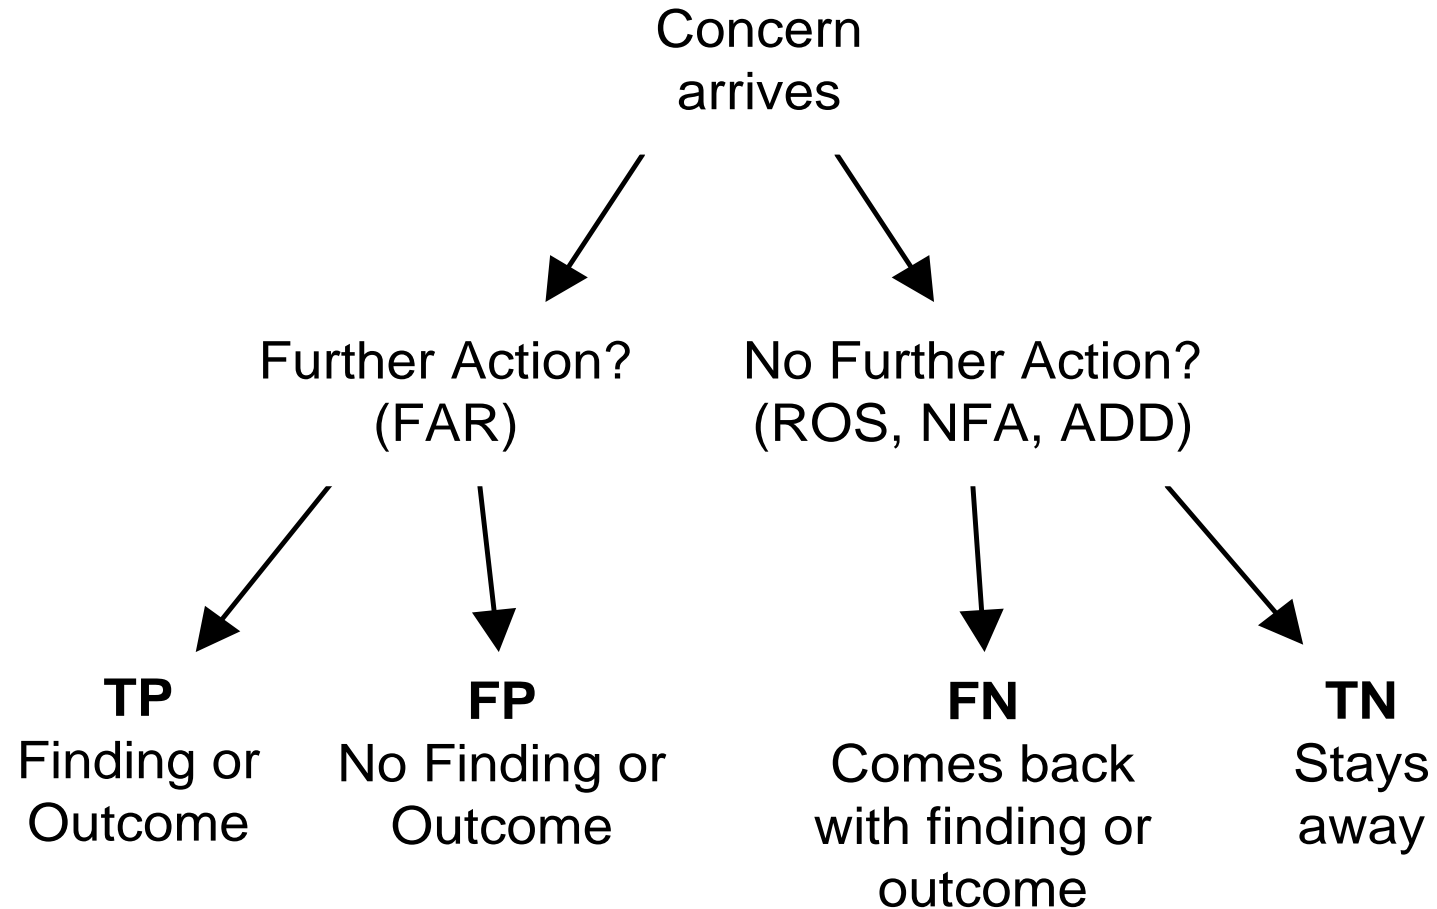 Concern
arrives
Further Action?
(FAR)
No Further Action?
(ROS, NFA, ADD)
TP
Finding or
Outcome
FP
No Finding or
Outcome
FN
Comes back
with finding or
outcome
TN
Stays
away